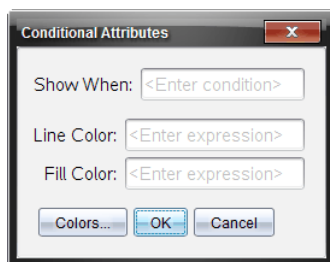 Conditional Attributes
Show When: <Enter condition>
Line Color: <Enter expression>
Fill Color: <Enter expression>
Colors... OK Cancel